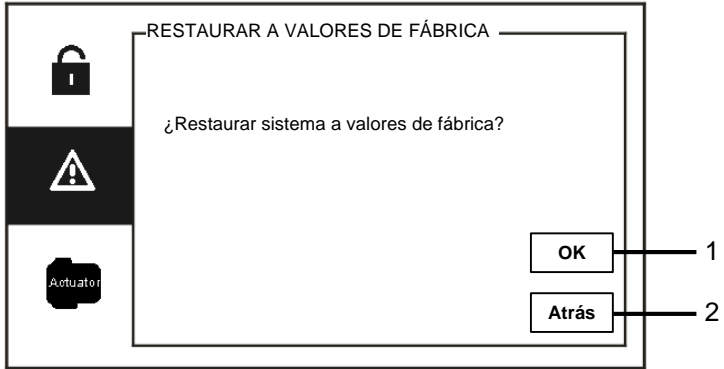 RESTAURAR A VALORES DE FÁBRICA
¿Restaurar sistema a valores de fábrica?
Actuator
OK
1
Atrás
2